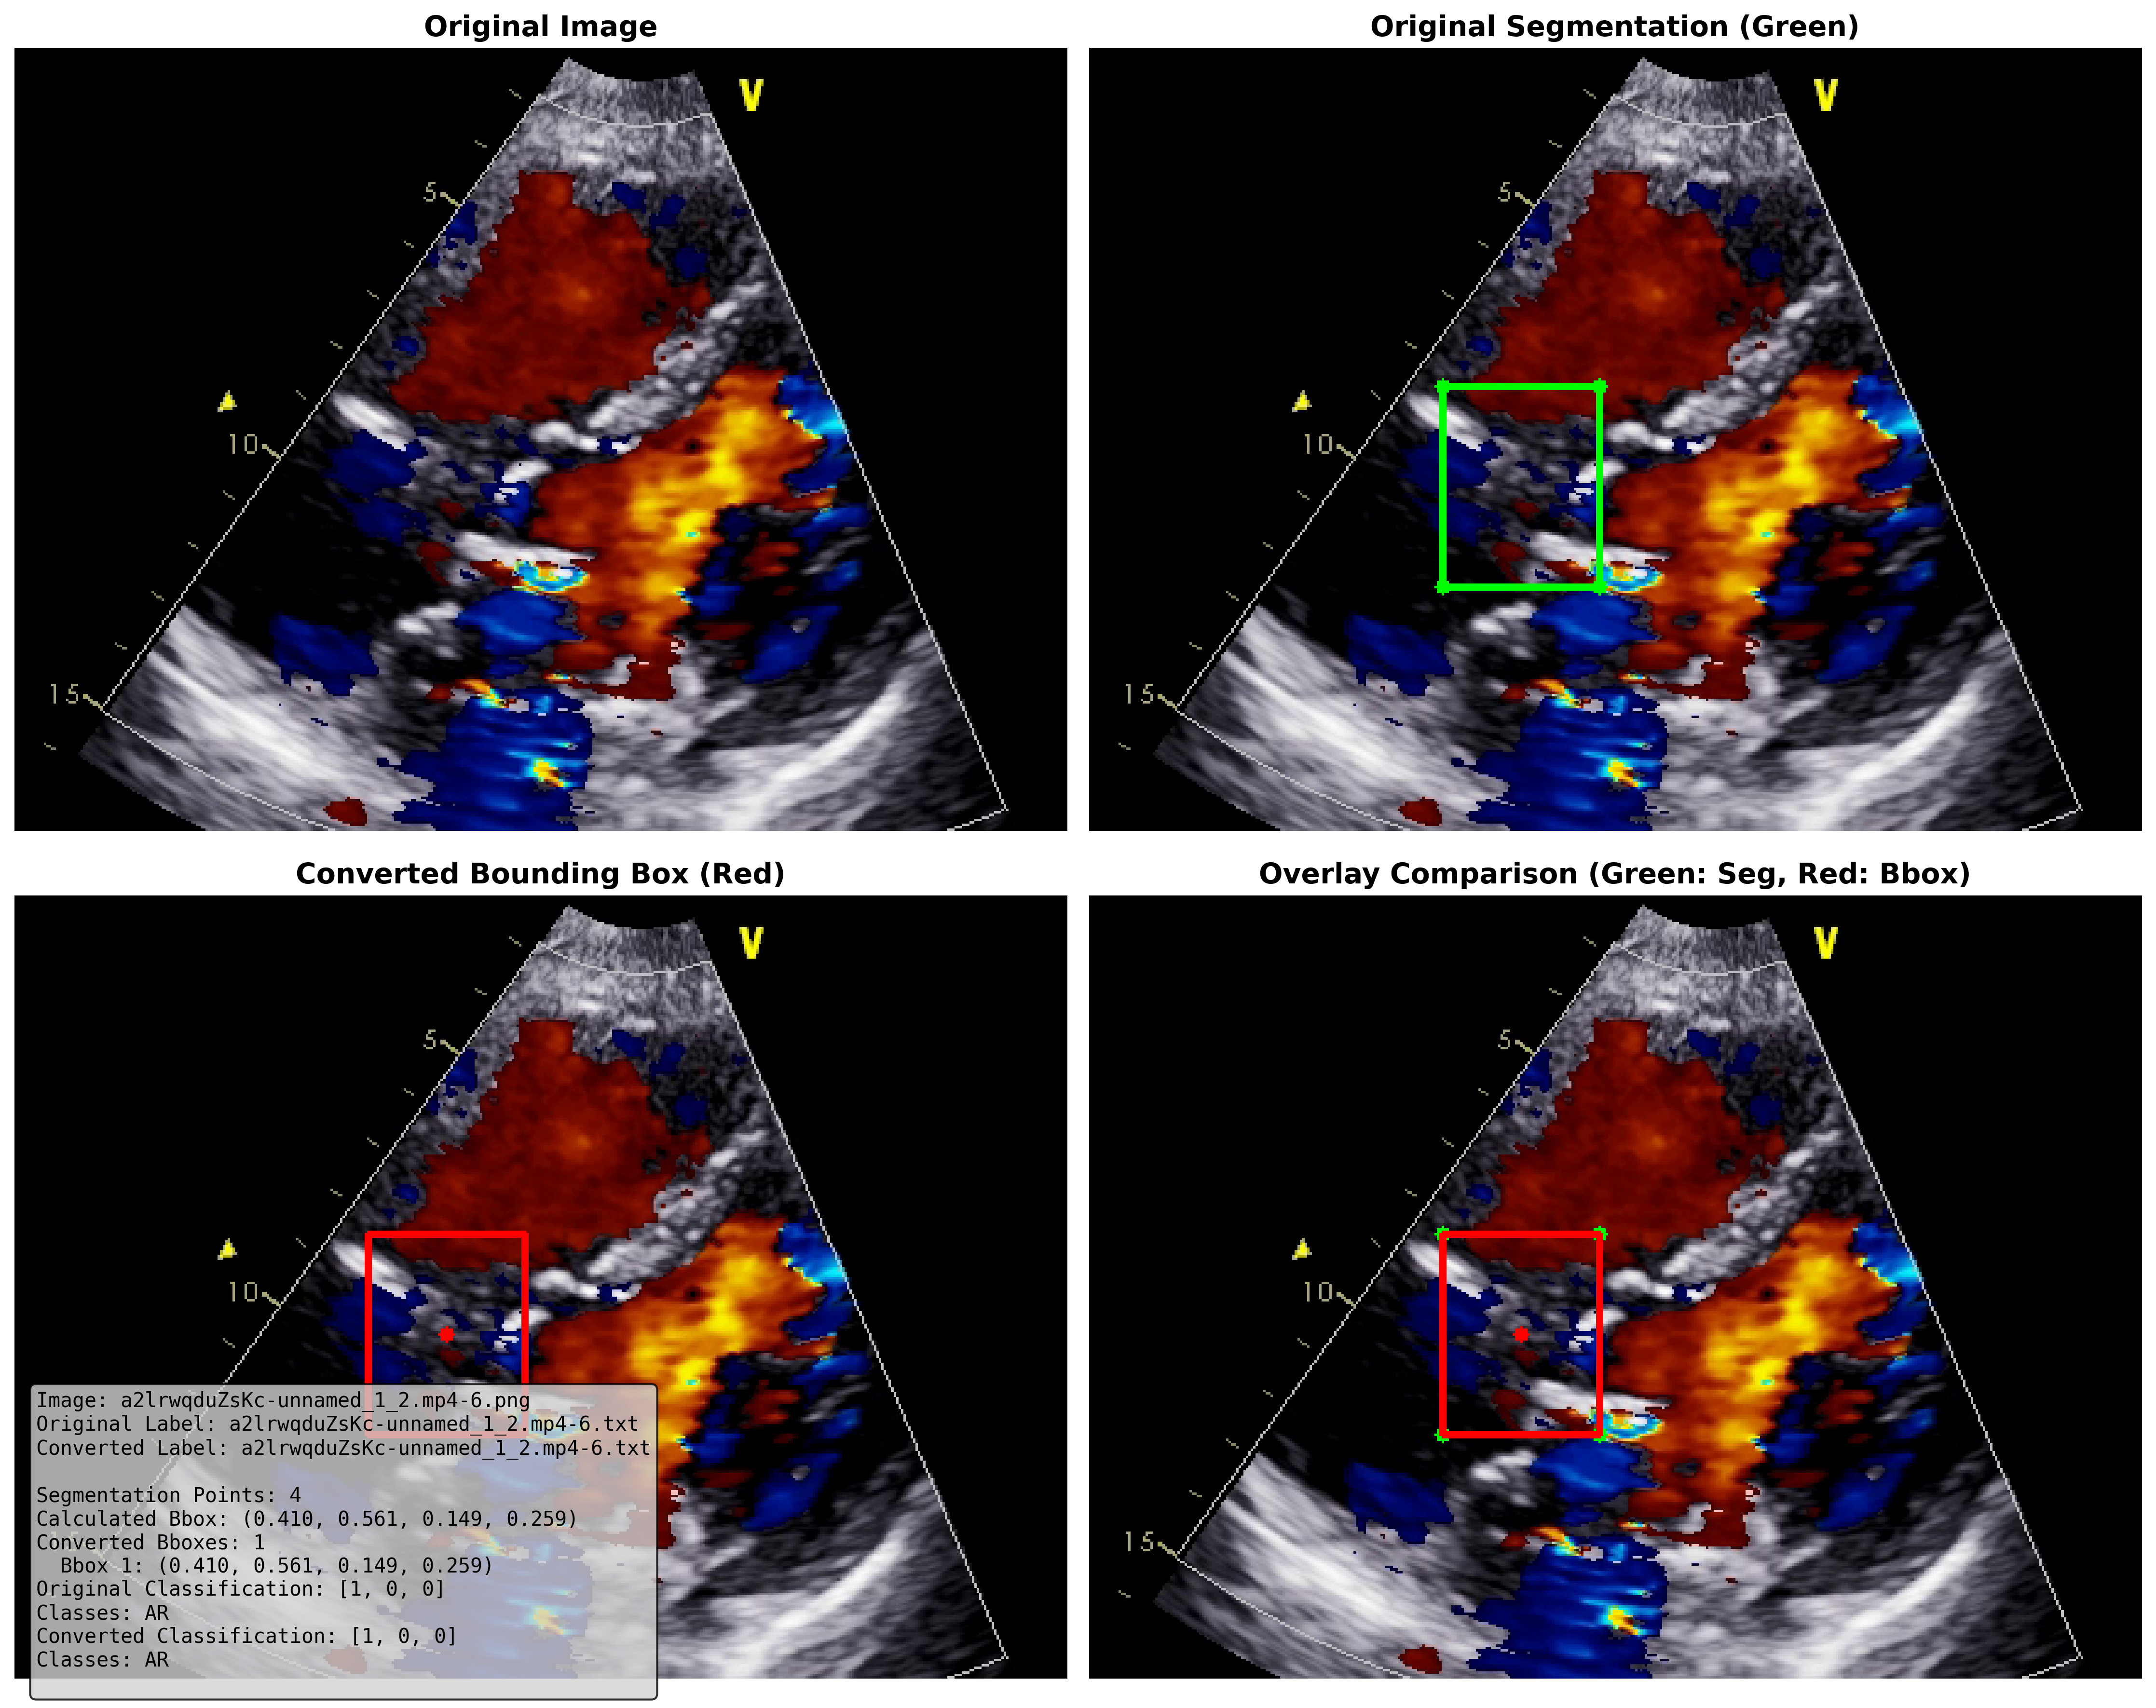 Original Image
Original Segmentation (Green)
V
5
10
15
V
5
10
15
Converted Bounding Box (Red)
Overlay Comparison (Green: Seg, Red: Bbox)
V
5
10
V
5
10
15
Image: a2lrwqduZsKc-unnamed_1_2.mp4-6.png
Original Label: a2lrwqduZsKc-unnamed_1_2.mp4-6.txt
Converted Label: a2lrwqduZsKc-unnamed_1_2.mp4-6.txt
Segmentation Points: 4
Calculated Bbox: (0.410, 0.561, 0.149, 0.259)
Converted Bboxes: 1
Bbox 1: (0.410, 0.561, 0.149, 0.259)
Original Classification: [1, 0, 0]
Classes: AR
Converted Classification: [1, 0, 0]
Classes: AR